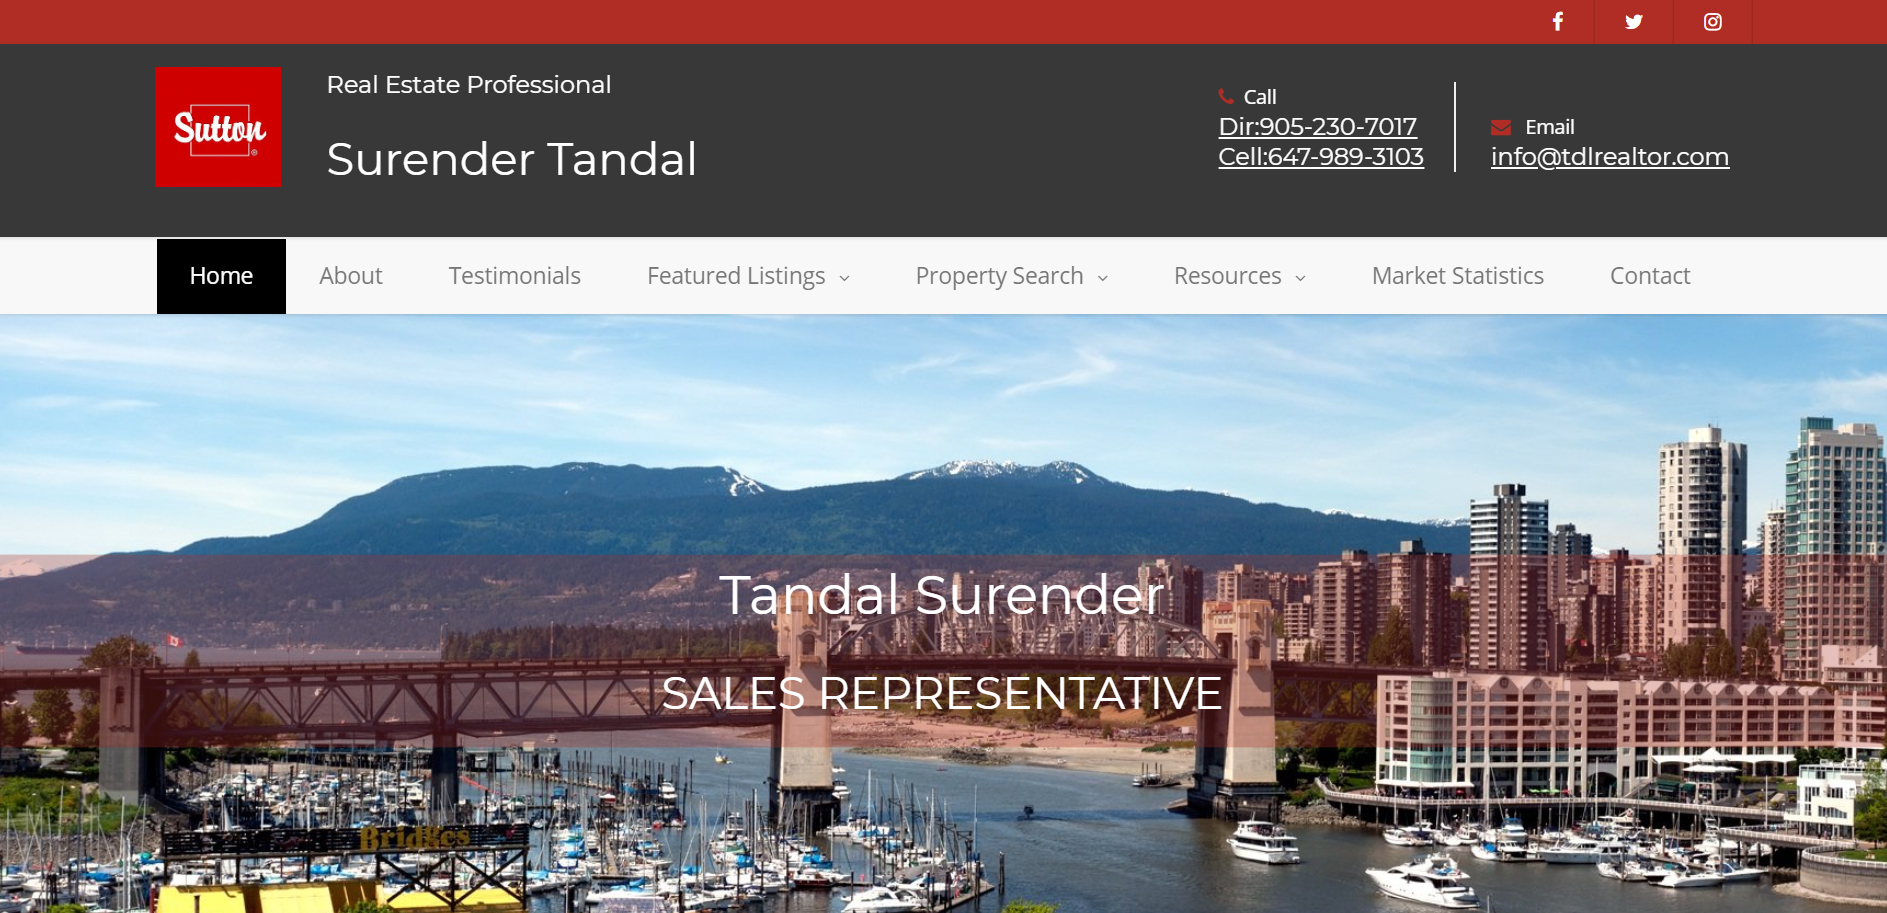 Sutton
Real Estate Professional
Surender Tandal
Call
Dir:905-230-7017
Cell:647-989-3103
Email
info@tdlrealtor.com
Home
About
Testimonials
Featured Listings
Property Search
Resources
Market Statistics
Contact
Tandal Surender
SALES REPRESENTATIVE
Bridges